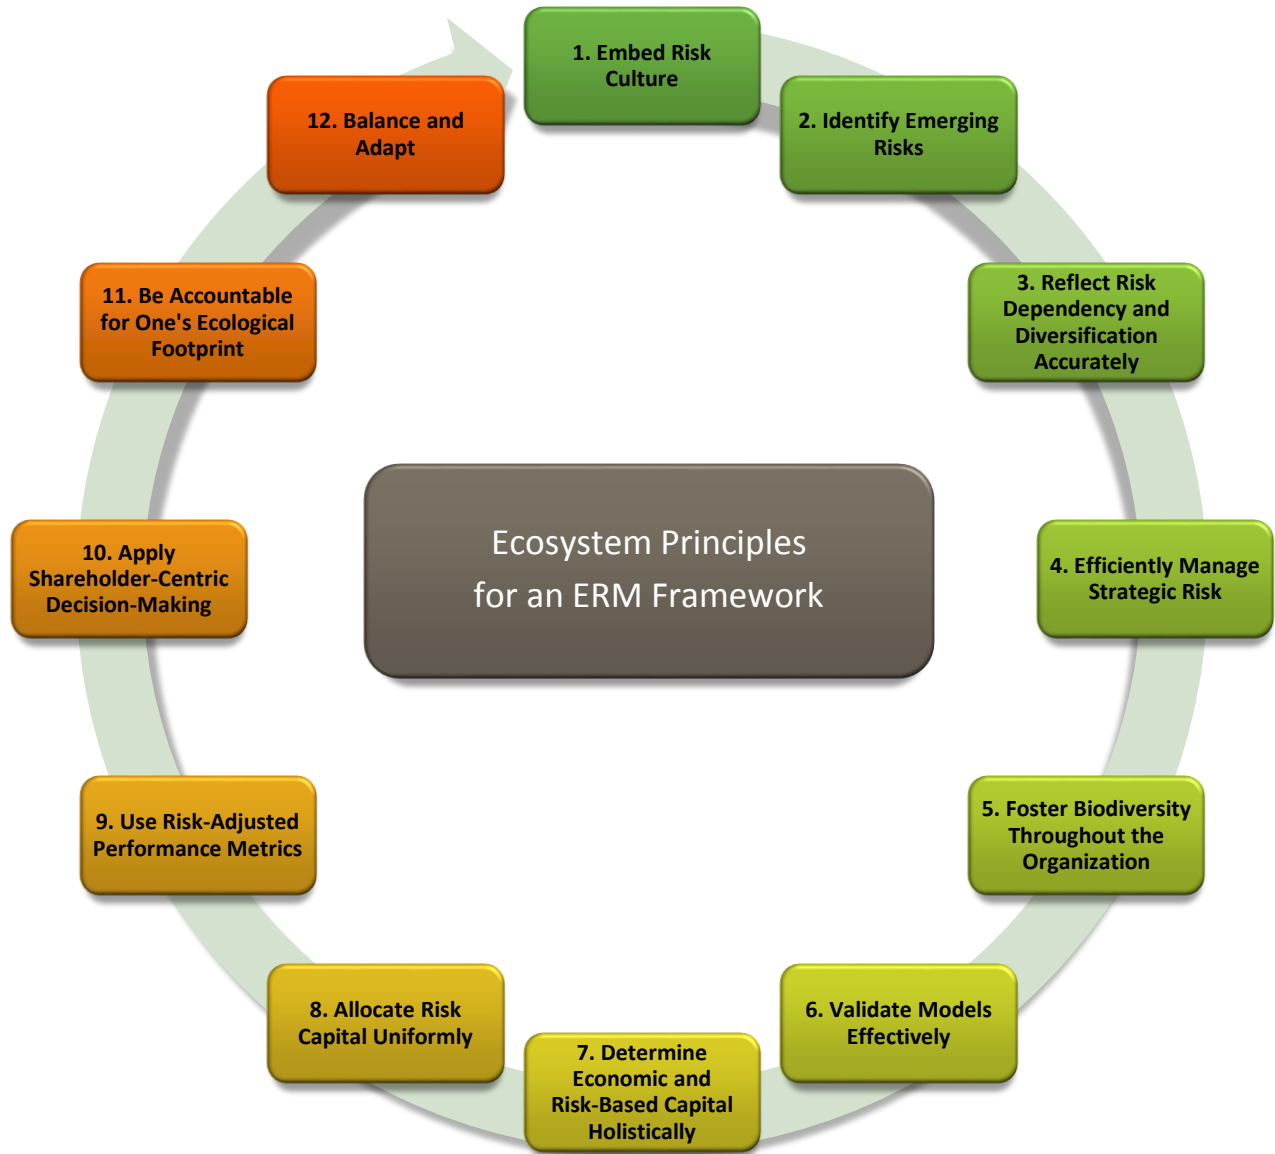 1. Embed Risk
Culture
2. Identify Emerging
Risks
3. Reflect Risk
Dependency and
Diversification
Accurately
4. Efficiently Manage
Strategic Risk
5. Foster Biodiversity
Throughout the
Organization
6. Validate Models
Effectively
7. Determine
Economic and
Risk-Based Capital
Holistically
8. Allocate Risk
Capital Uniformly
9. Use Risk-Adjusted
Performance Metrics
10. Apply
Shareholder-Centric
Decision-Making
11. Be Accountable
for One's Ecological
Footprint
12. Balance and
Adapt
Ecosystem Principles
for an ERM Framework